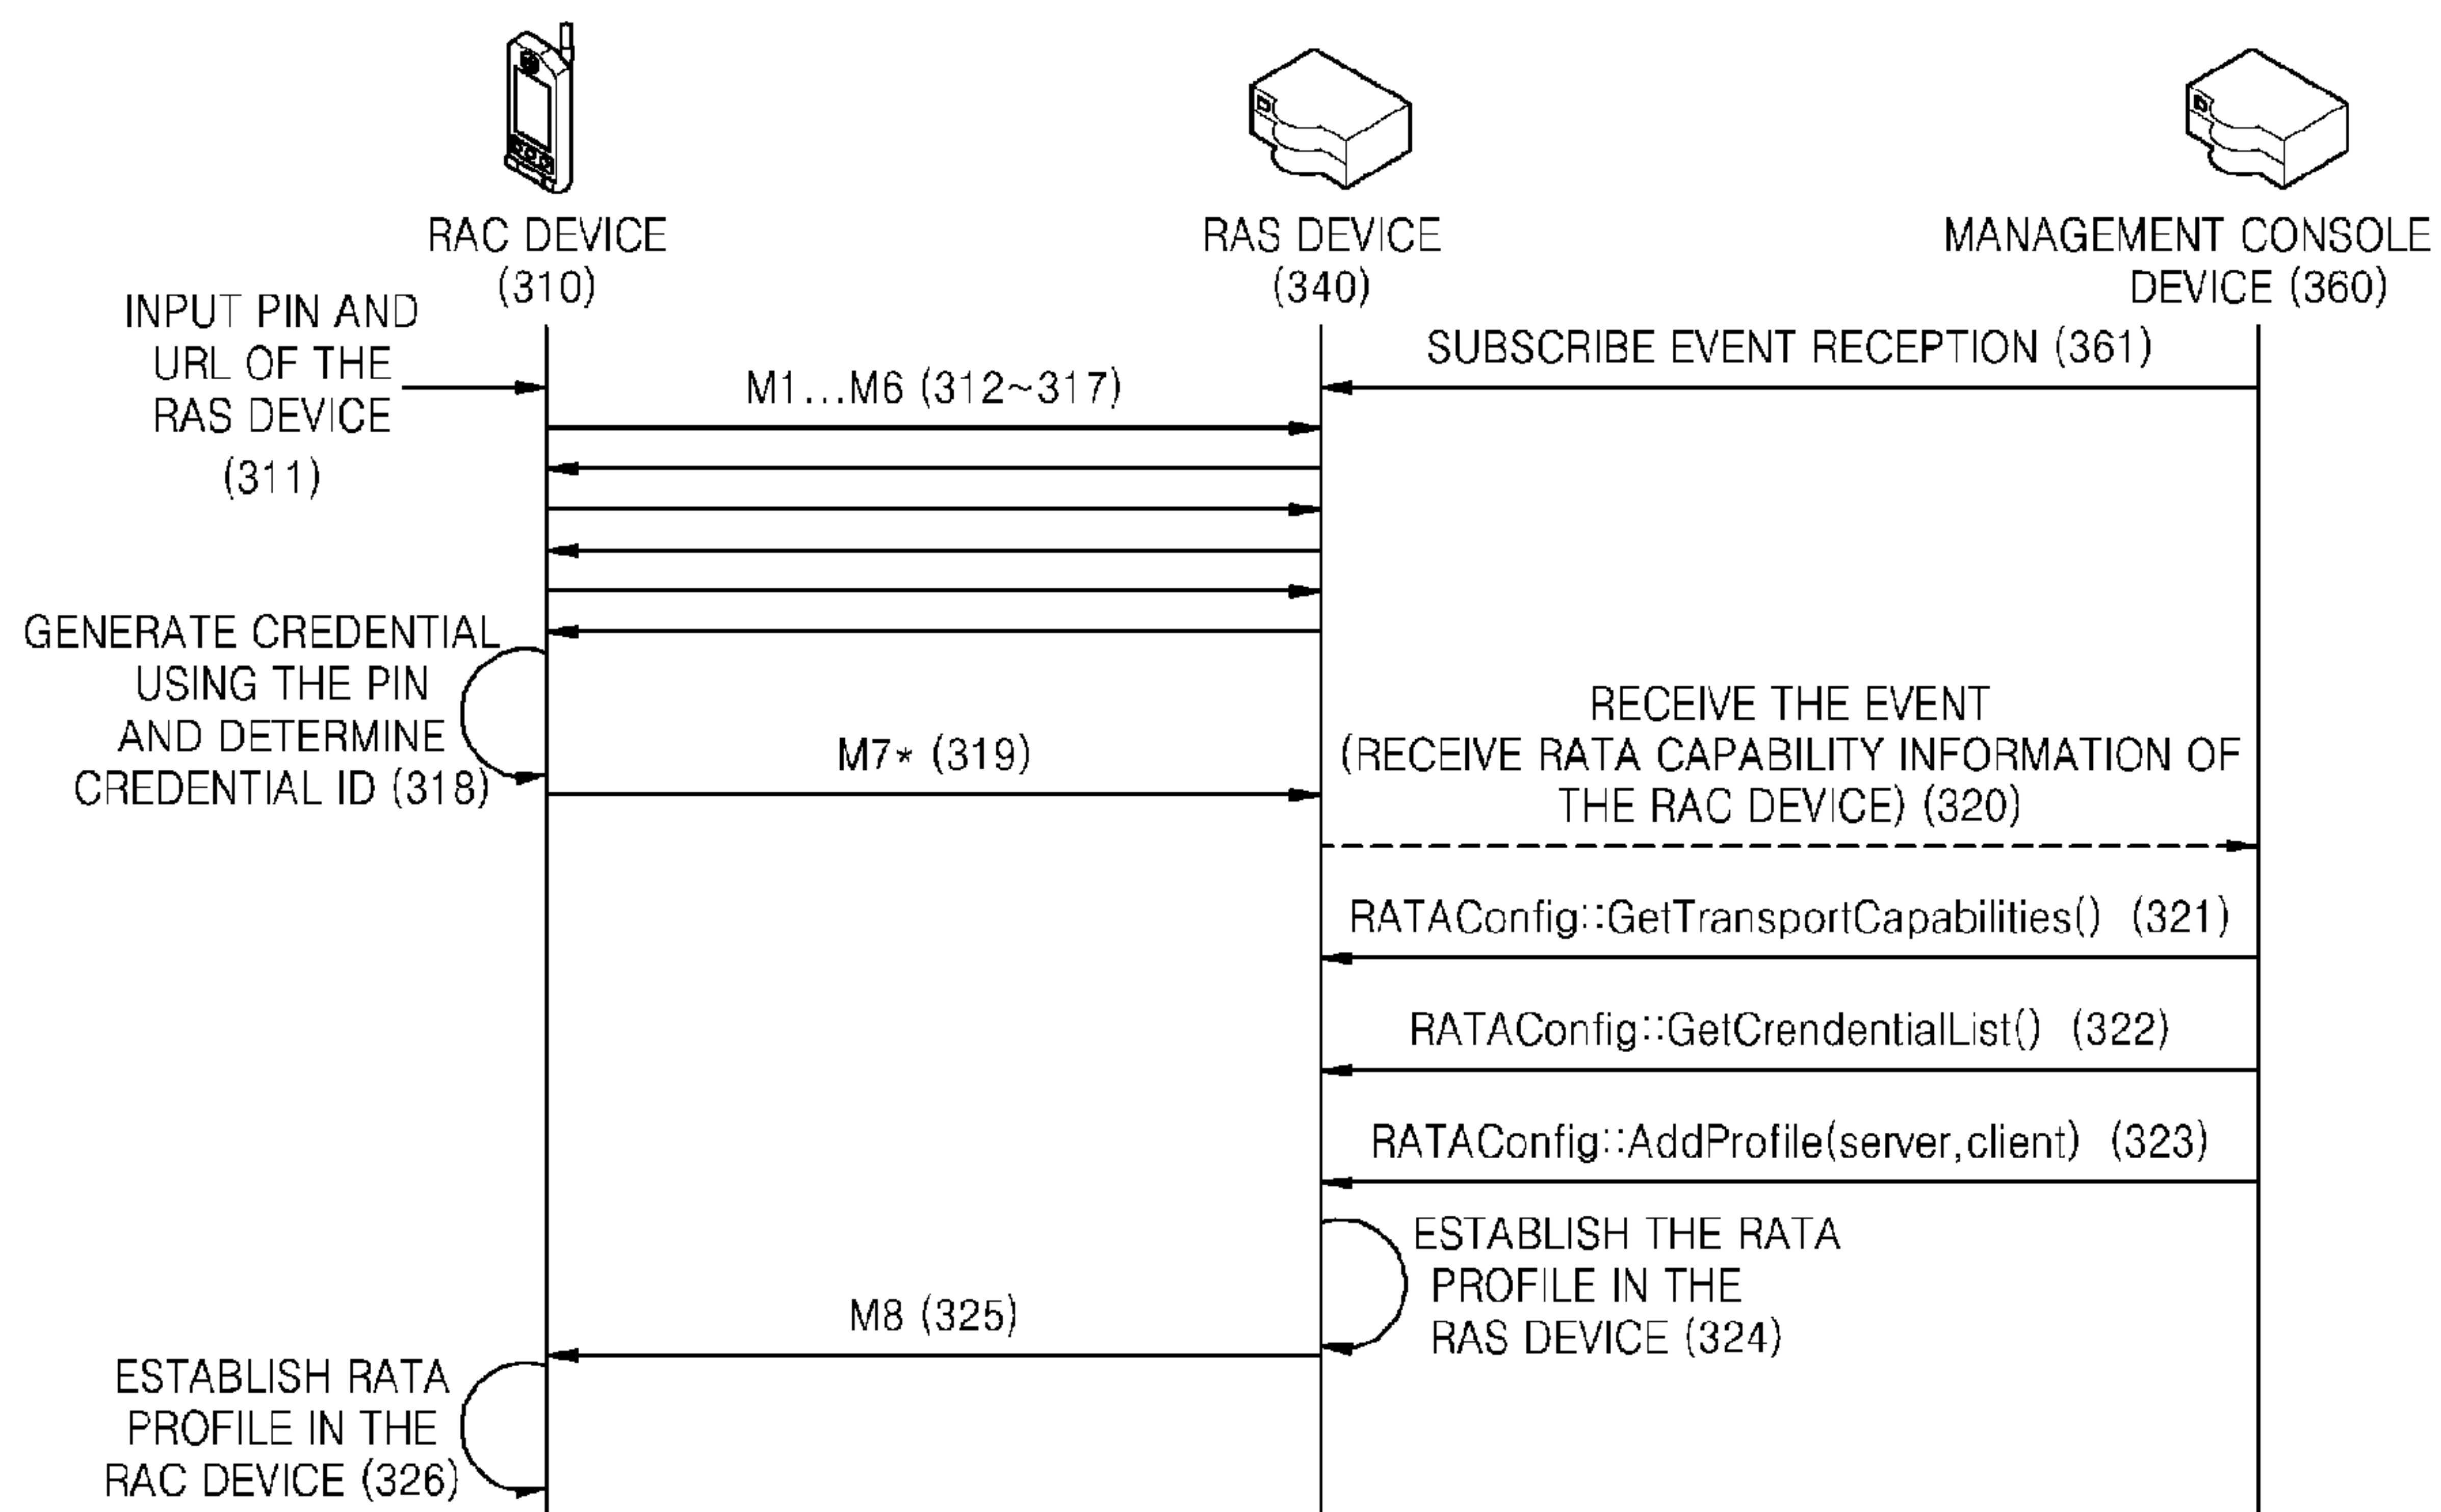 RAC DEVICE
(310)
RAS DEVICE
(340)
MANAGEMENT CONSOLE
DEVICE (360)
INPUT PIN AND
URL OF THE
RAS DEVICE
(311)
M1...M6 (312~317)
SUBSCRIBE EVENT RECEPTION (361)
GENERATE CREDENTIAL
USING THE PIN
AND DETERMINE
CREDENTIAL ID (318)
M7* (319)
RECEIVE THE EVENT
(RECEIVE RATA CAPABILITY INFORMATION OF
THE RAC DEVICE) (320)
RATAConfig::GetTransportCapabilities() (321)
RATAConfig::GetCrendentialList() (322)
RATAConfig::AddProfile(server,client) (323)
ESTABLISH THE RATA
PROFILE IN THE
RAS DEVICE (324)
M8 (325)
ESTABLISH RATA
PROFILE IN THE
RAC DEVICE (326)